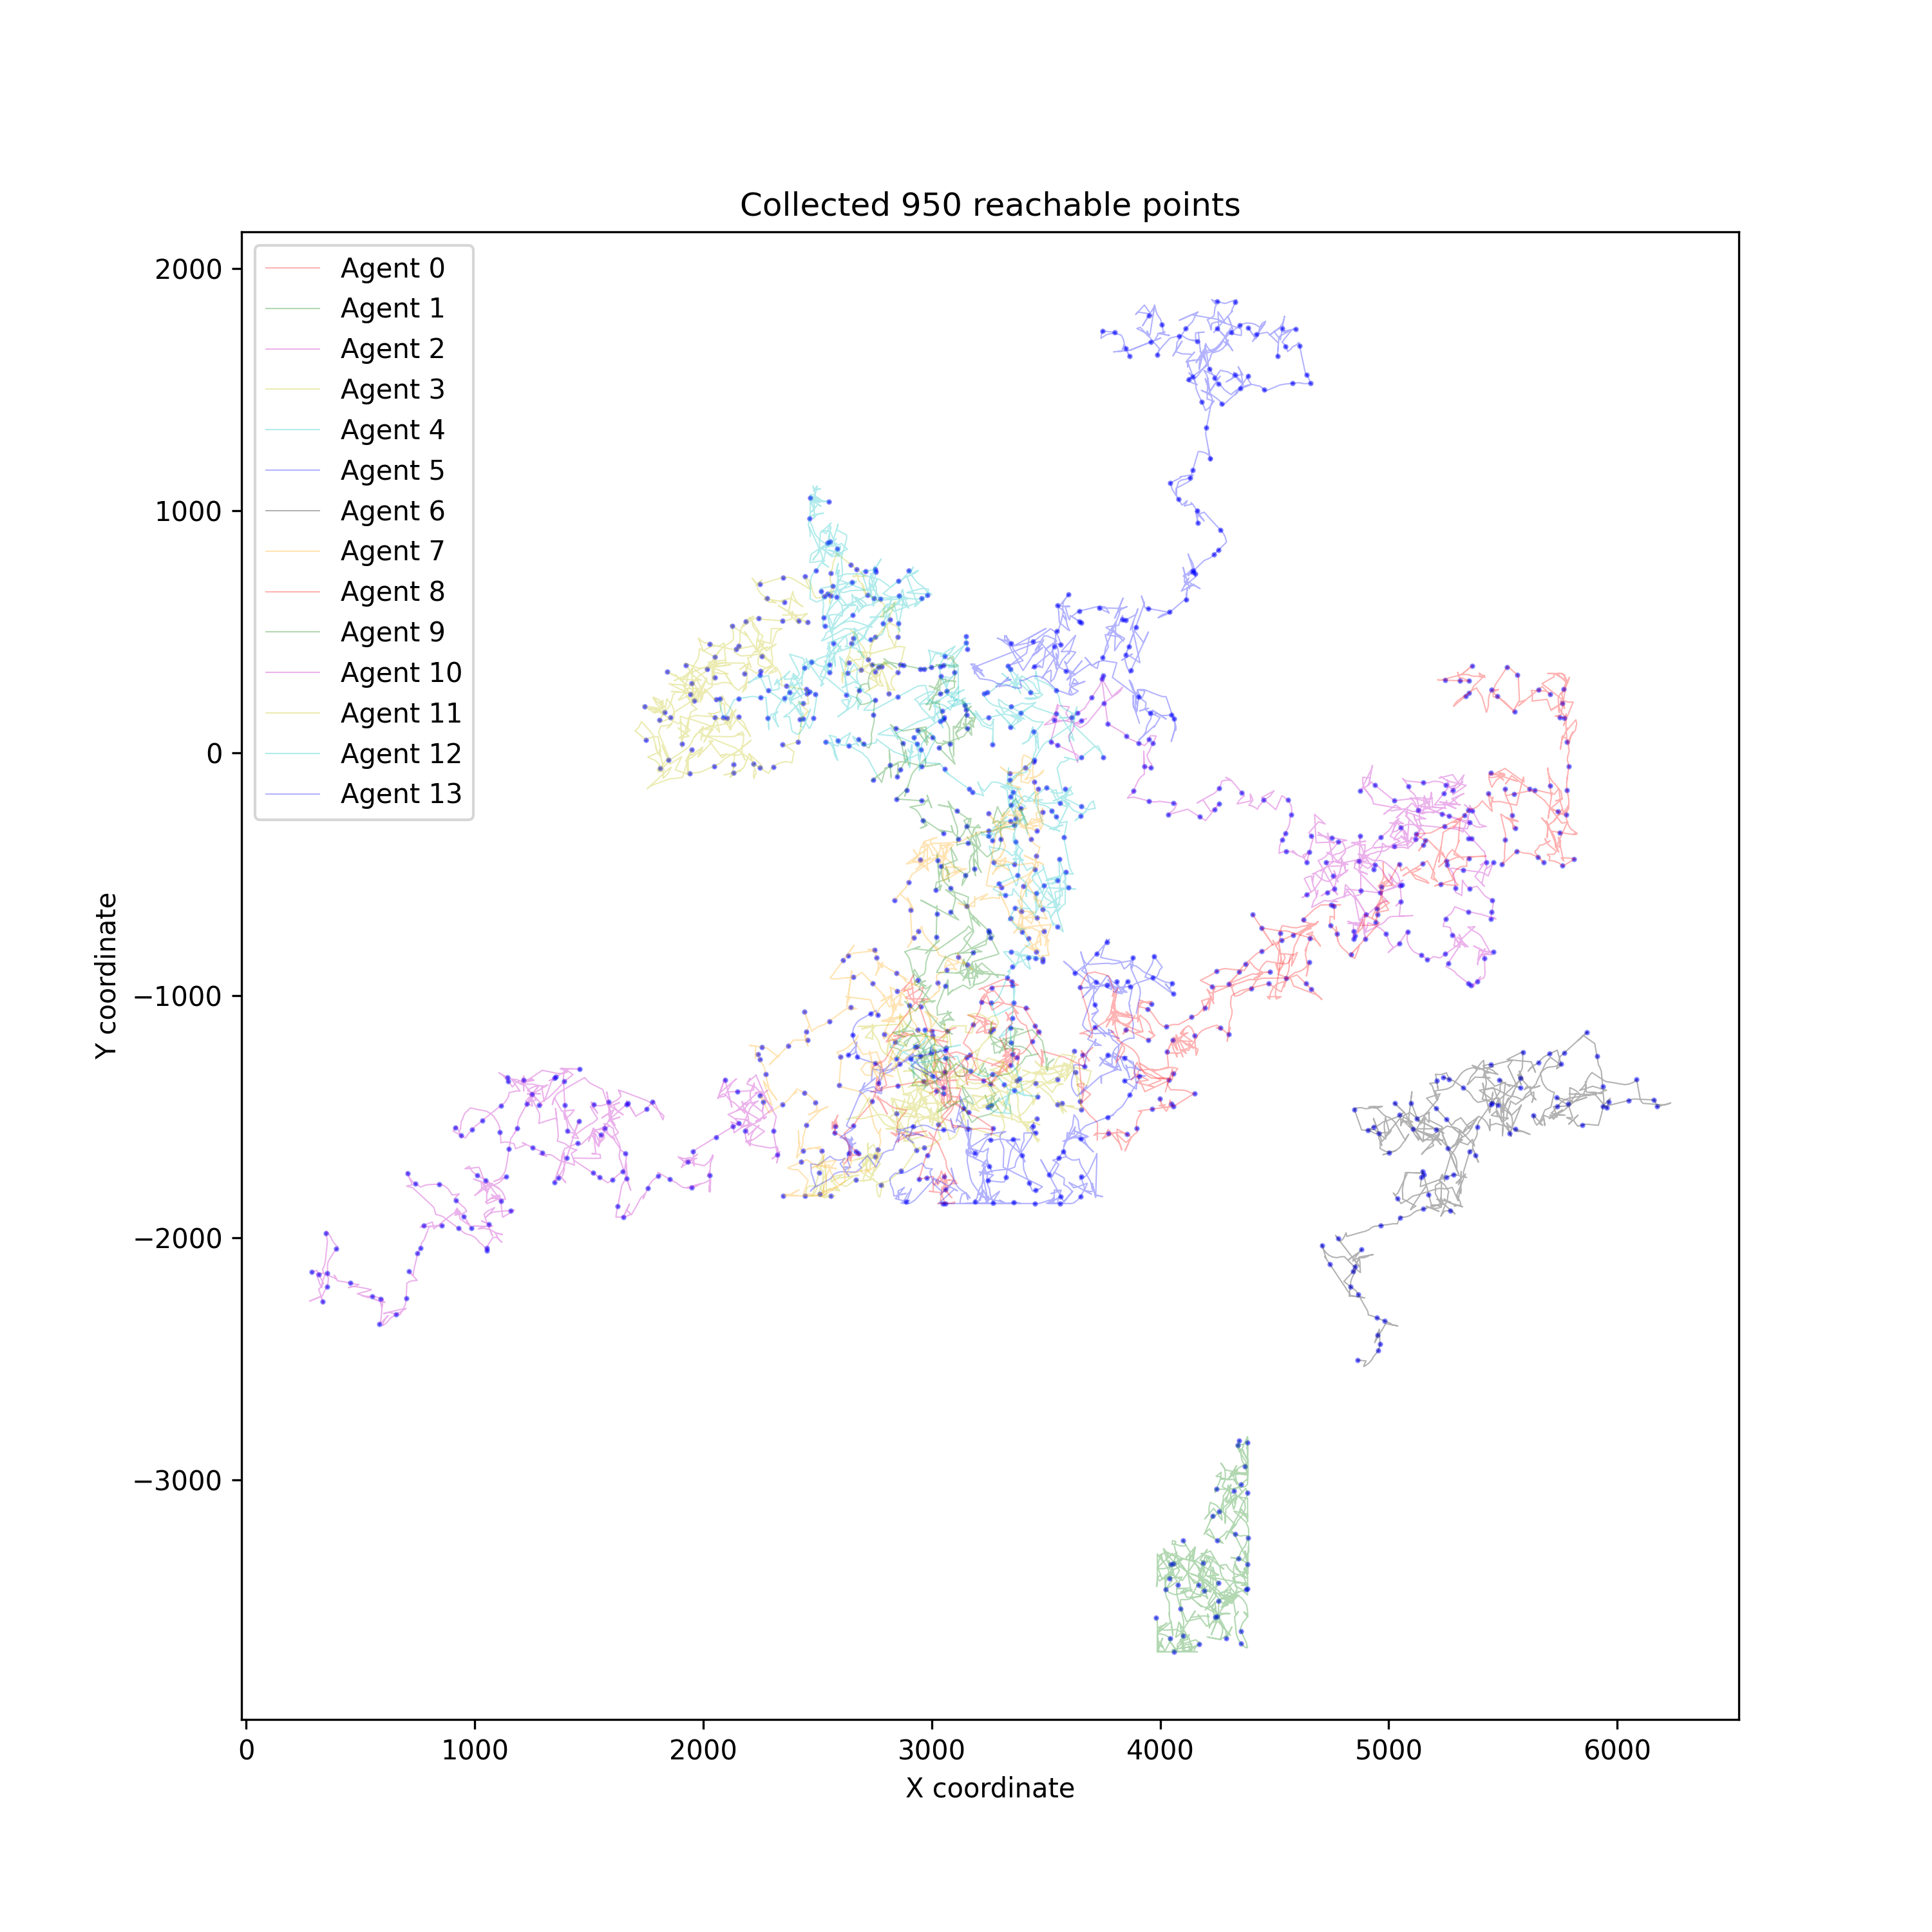 Collected 950 reachable points
Agent 0
Agent 1
Agent 2
Agent 3
Agent 4
Agent 5
Agent 6
Agent 7
Agent 8
Agent 9
Agent 10
Agent 11
Agent 12
Agent 13
2000
1000
0
−1000
−2000
−3000
Y coordinate
0 1000 2000 3000 4000 5000 6000
X coordinate